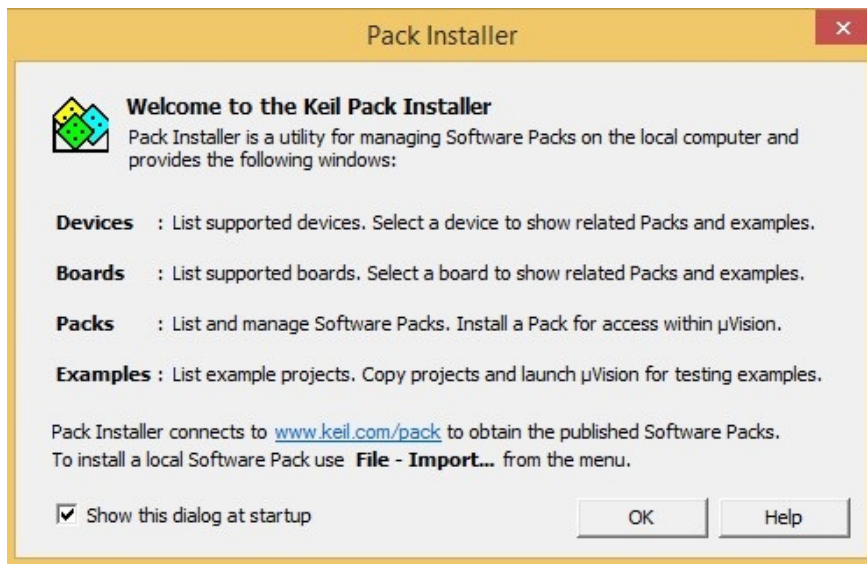 Pack Installer
Welcome to the Keil Pack Installer
Pack Installer is a utility for managing Software Packs on the local computer and
provides the following windows:
Devices : List supported devices. Select a device to show related Packs and examples.
Boards : List supported boards. Select a board to show related Packs and examples.
Packs : List and manage Software Packs. Install a Pack for access within µVision.
Examples : List example projects. Copy projects and launch µVision for testing examples.
Pack Installer connects to www.keil.com/pack to obtain the published Software Packs.
To install a local Software Pack use File - Import... from the menu.
Show this dialog at startup
OK
Help